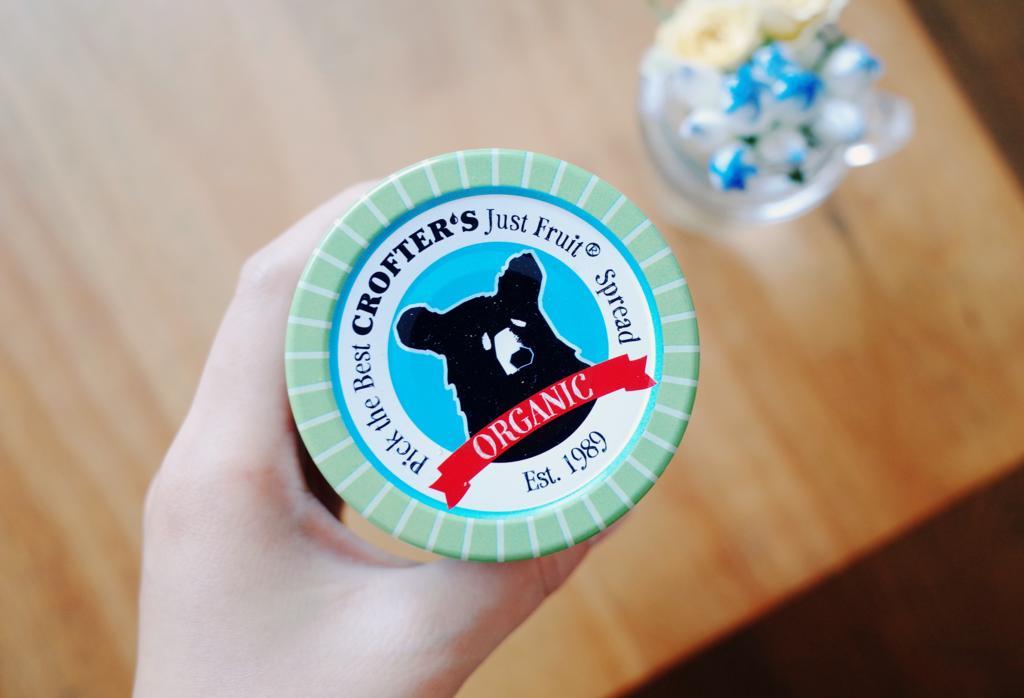 Pick the Best CROFTER'S Just Fruit® Spread
ORGANIC
Est. 1989